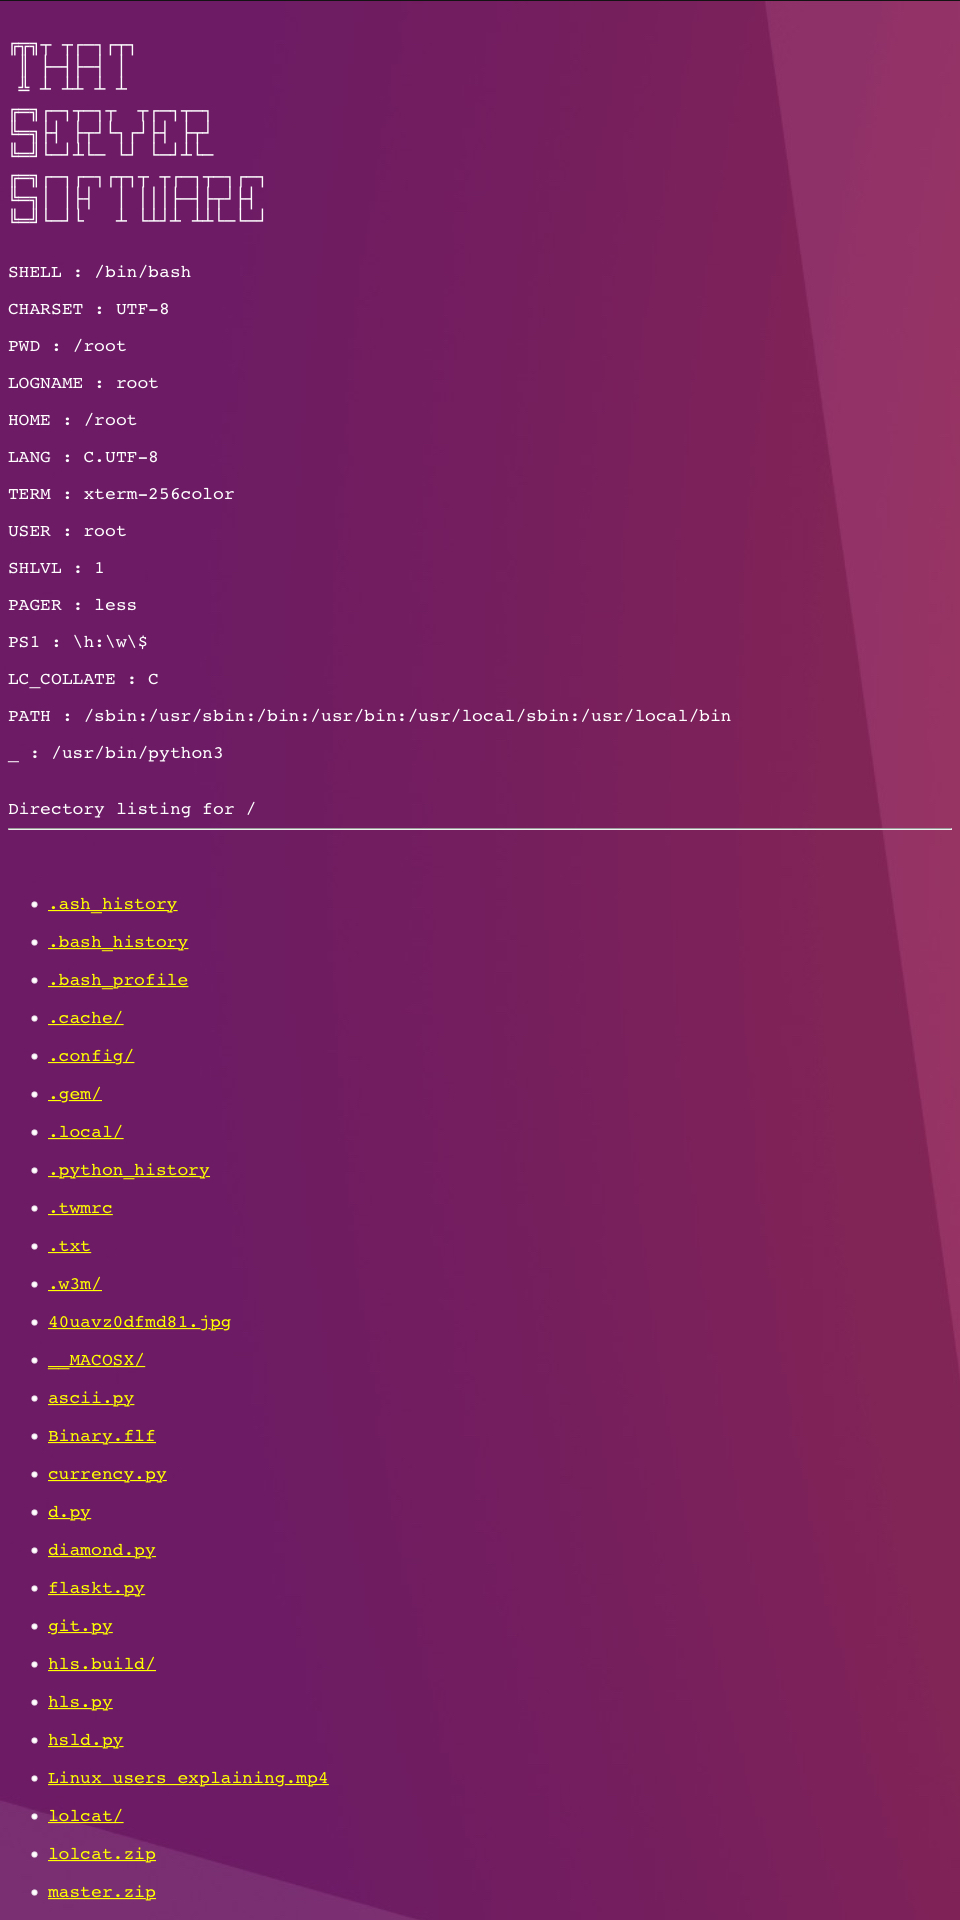 THAT
SERVER
SOFTWARE
SHELL : /bin/bash
CHARSET : UTF-8
PWD : /root
LOGNAME : root
HOME : /root
LANG : C.UTF-8
TERM : xterm-256color
USER : root
SHLVL : 1
PAGER : less
PS1 : \h:\w\$
LC_COLLATE : C
PATH : /sbin:/usr/sbin:/bin:/usr/bin:/usr/local/sbin:/usr/local/bin
_ : /usr/bin/python3
Directory listing for /
.ash_history
.bash_history
.bash_profile
.cache/
.config/
.gem/
.local/
.python_history
.twmrc
.txt
.w3m/
40uavz0dfmd81.jpg
__MACOSX/
ascii.py
Binary.flf
currency.py
d.py
diamond.py
flaskt.py
git.py
hls.build/
hls.py
hsld.py
Linux users explaining.mp4
lolcat/
lolcat.zip
master.zip